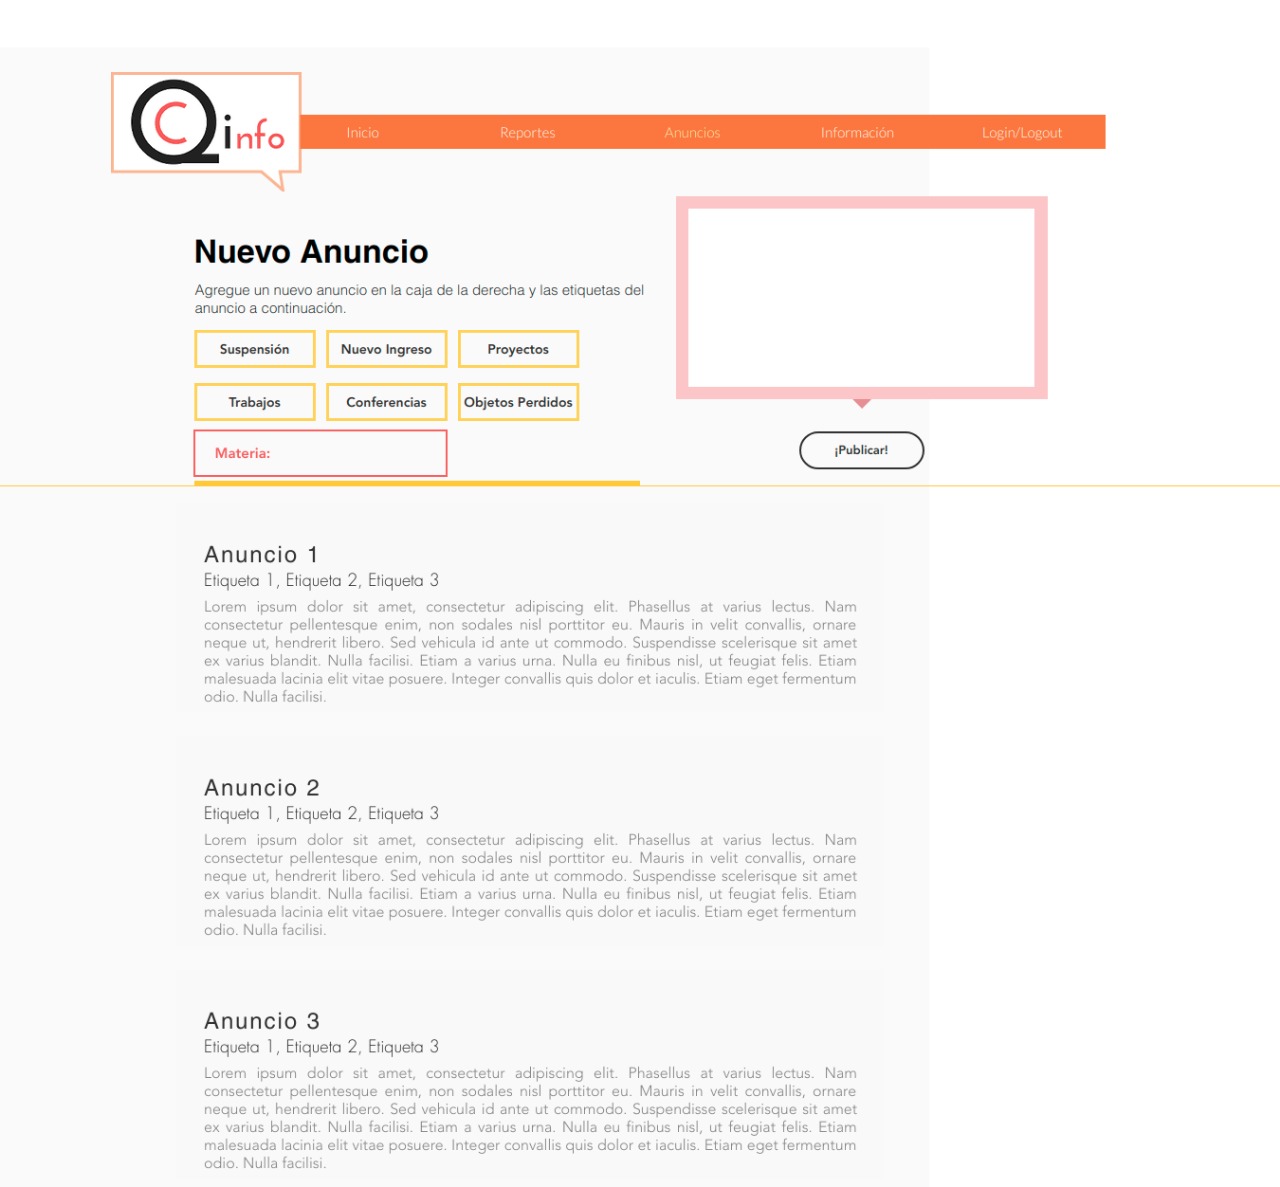 QC info
Inicio Reportes Anuncios Información Login/Logout
Nuevo Anuncio
Agregue un nuevo anuncio en la caja de la derecha y las etiquetas del
anuncio a continuación.
Suspensión Nuevo Ingreso Proyectos
Trabajos Conferencias Objetos Perdidos
Materia:
¡Publicar!
Anuncio 1
Etiqueta 1, Etiqueta 2, Etiqueta 3
Lorem ipsum dolor sit amet, consectetur adipiscing elit. Phasellus at varius lectus. Nam
consectetur pellentesque enim, non sodales nisl porttitor eu. Mauris in velit convallis, ornare
neque ut, hendrerit libero. Sed vehicula id ante ut commodo. Suspendisse scelerisque sit amet
ex varius blandit. Nulla facilisi. Etiam a varius urna. Nulla eu finibus nisl, ut feugiat felis. Etiam
malesuada lacinia elit vitae posuere. Integer convallis quis dolor et iaculis. Etiam eget fermentum
odio. Nulla facilisi.
Anuncio 2
Etiqueta 1, Etiqueta 2, Etiqueta 3
Lorem ipsum dolor sit amet, consectetur adipiscing elit. Phasellus at varius lectus. Nam
consectetur pellentesque enim, non sodales nisl porttitor eu. Mauris in velit convallis, ornare
neque ut, hendrerit libero. Sed vehicula id ante ut commodo. Suspendisse scelerisque sit amet
ex varius blandit. Nulla facilisi. Etiam a varius urna. Nulla eu finibus nisl, ut feugiat felis. Etiam
malesuada lacinia elit vitae posuere. Integer convallis quis dolor et iaculis. Etiam eget fermentum
odio. Nulla facilisi.
Anuncio 3
Etiqueta 1, Etiqueta 2, Etiqueta 3
Lorem ipsum dolor sit amet, consectetur adipiscing elit. Phasellus at varius lectus. Nam
consectetur pellentesque enim, non sodales nisl porttitor eu. Mauris in velit convallis, ornare
neque ut, hendrerit libero. Sed vehicula id ante ut commodo. Suspendisse scelerisque sit amet
ex varius blandit. Nulla facilisi. Etiam a varius urna. Nulla eu finibus nisl, ut feugiat felis. Etiam
malesuada lacinia elit vitae posuere. Integer convallis quis dolor et iaculis. Etiam eget fermentum
odio. Nulla facilisi.